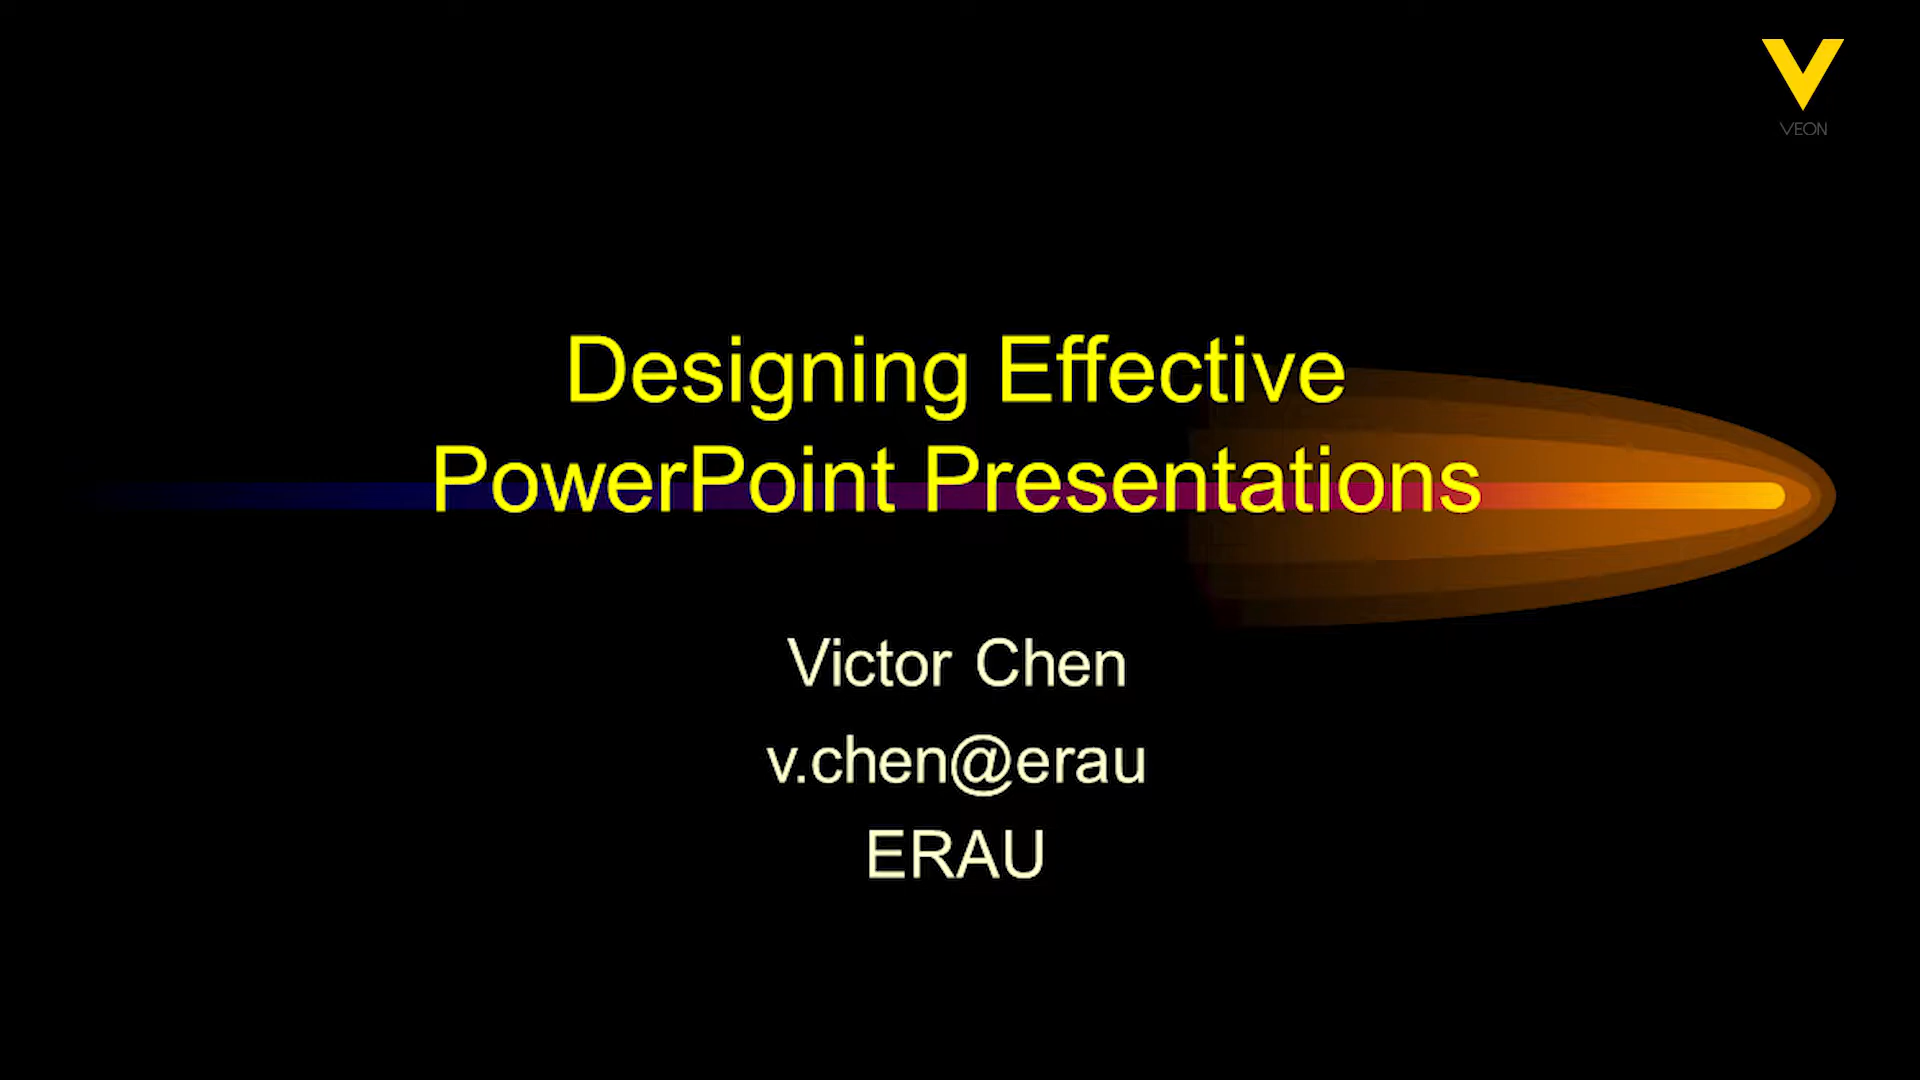 VEON
Designing Effective
PowerPoint Presentations
Victor Chen
v.chen@erau
ERAU